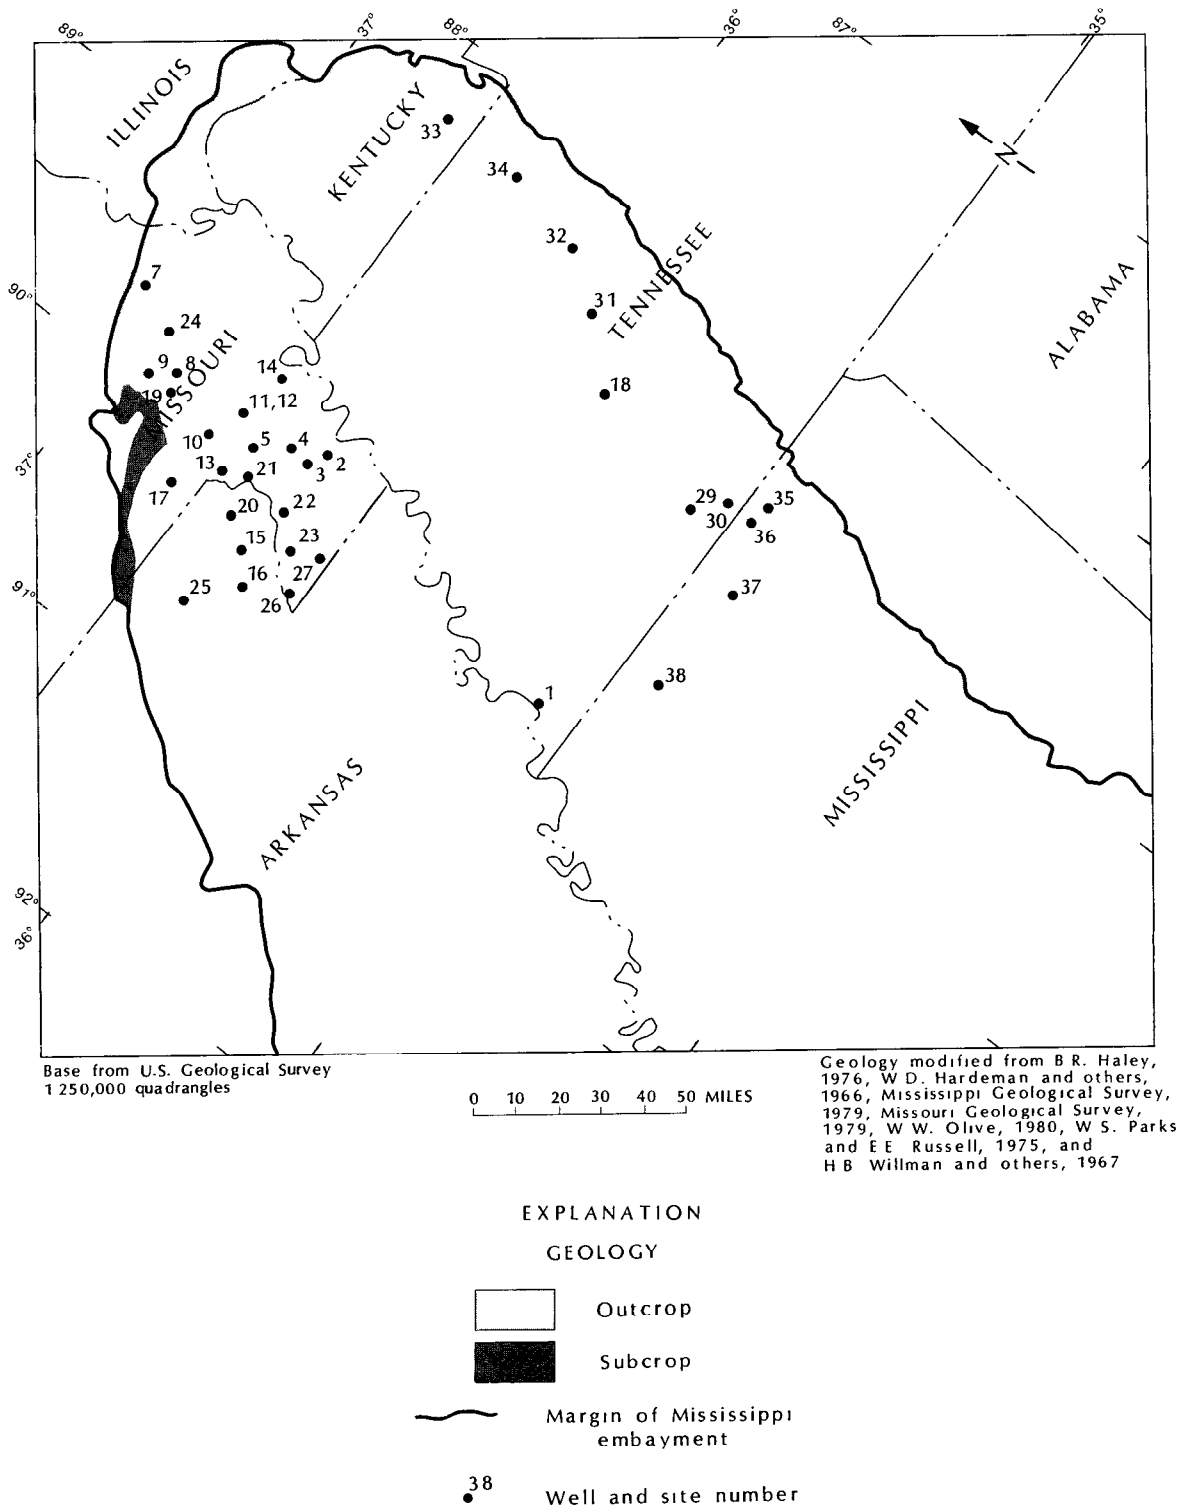 89°
37°
88°
36°
87°
35°
ILLINOIS
KENTUCKY
33
N
34
TENNESSEE
32
7
ALABAMA
90°
31
24
MISSOURI
9
8
14
19
18
11,12
10
5
4
37°
13
21
3
2
17
29
35
20
22
30
36
15
23
91°
25
16
27
37
26
38
1
MISSISSIPPI
ARKANSAS
92°
36°
Base from U.S. Geological Survey
1 250,000 quadrangles
0 10 20 30 40 50 MILES
Geology modified from B R. Haley,
1976, W D. Hardeman and others,
1966, Mississippi Geological Survey,
1979, Missouri Geological Survey,
1979, W W. Olive, 1980, W S. Parks
and E E Russell, 1975, and
H B Willman and others, 1967
EXPLANATION
GEOLOGY
Outcrop
Subcrop
Margin of Mississippi
embayment
38
Well and site number